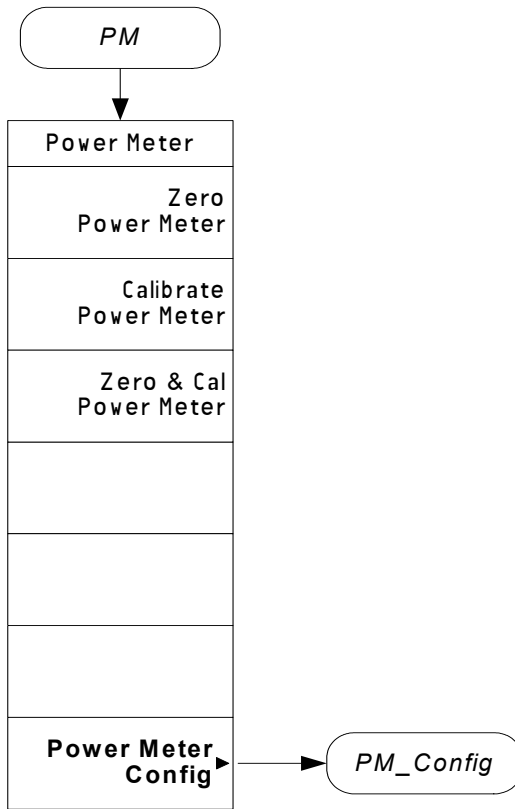 PM
Power Meter
Zero
Power Meter
Calibrate
Power Meter
Zero & Cal
Power Meter
Power Meter
Config
PM_Config